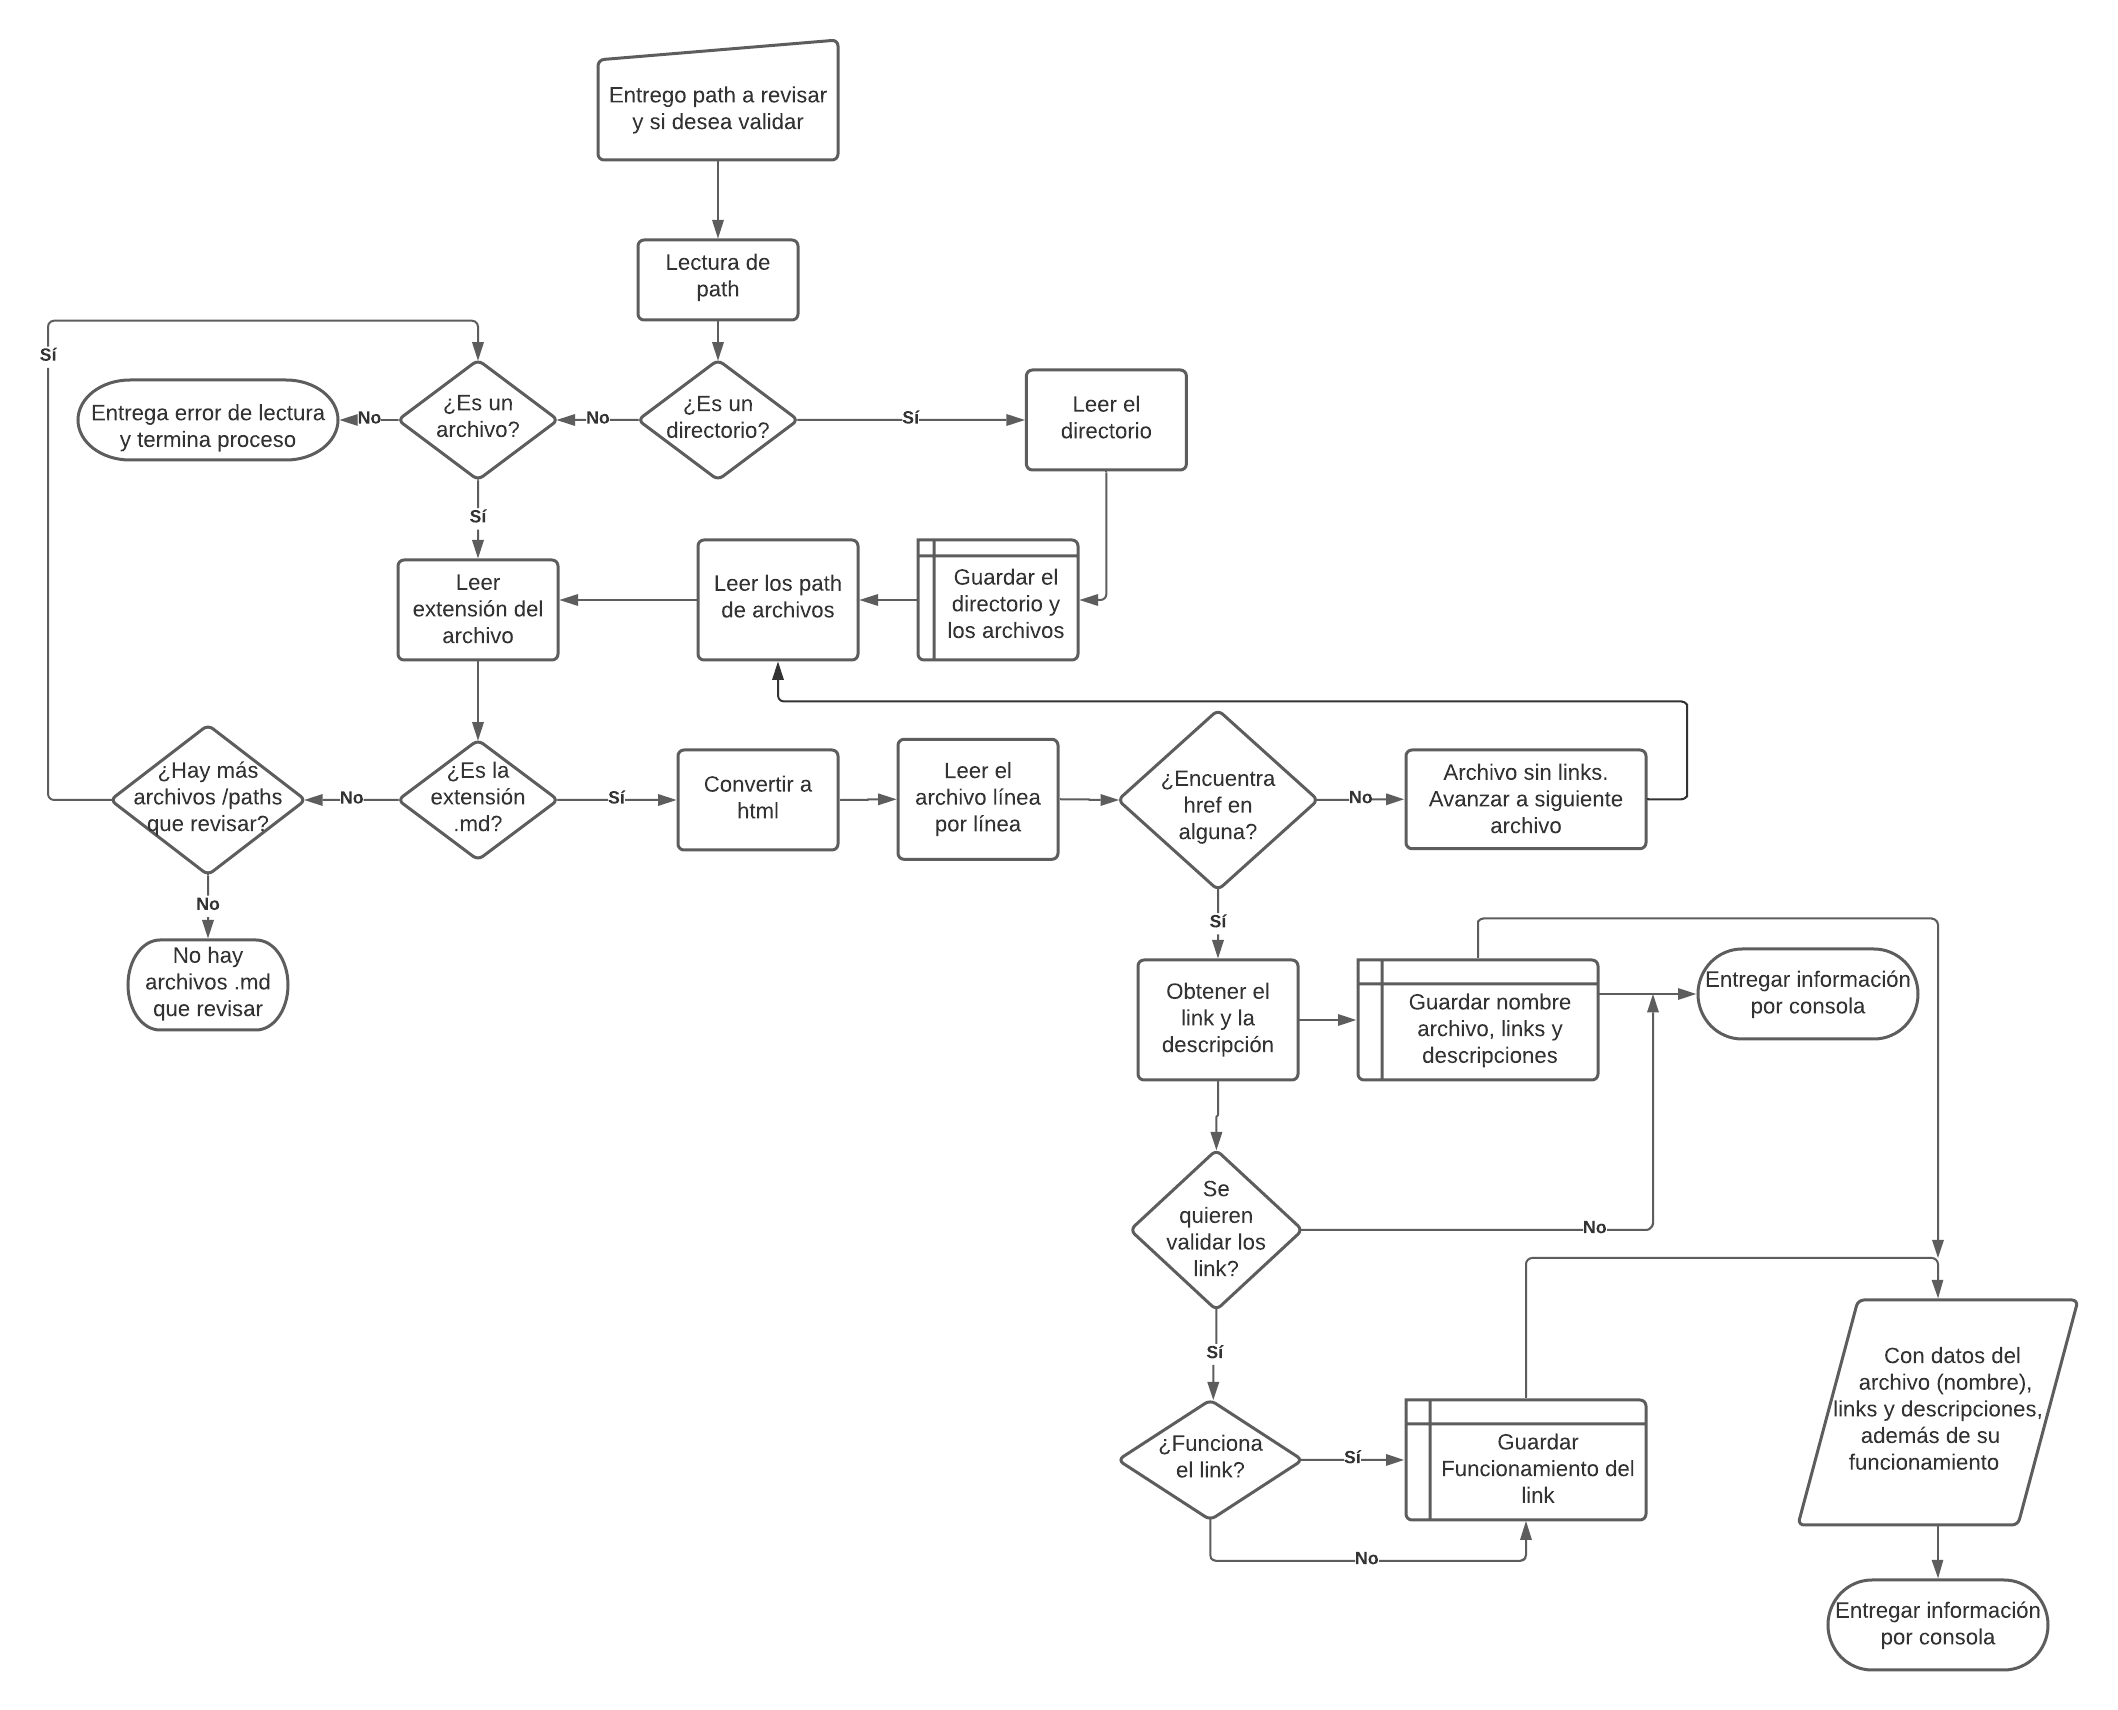 Entrego path a revisar
y si desea validar
Lectura de
path
Sí
Entrega error de lectura
y termina proceso
No
¿Es un
archivo?
No
¿Es un
directorio?
Sí
Leer el
directorio
Sí
Leer
extensión del
archivo
Leer los path
de archivos
Guardar el
directorio y
los archivos
¿Hay más
archivos /paths
que revisar?
No
¿Es la
extensión
.md?
Sí
Convertir a
html
Leer el
archivo línea
por línea
¿Encuentra
href en
alguna?
No
Archivo sin links.
Avanzar a siguiente
archivo
No
No hay
archivos .md
que revisar
Sí
Obtener el
link y la
descripción
Guardar nombre
archivo, links y
descripciones
Entregar información
por consola
Se
quieren
validar los
link?
No
Sí
¿Funciona
el link?
Sí
Guardar
Funcionamiento del
link
No
Con datos del
archivo (nombre),
links y descripciones,
además de su
funcionamiento
Entregar información
por consola